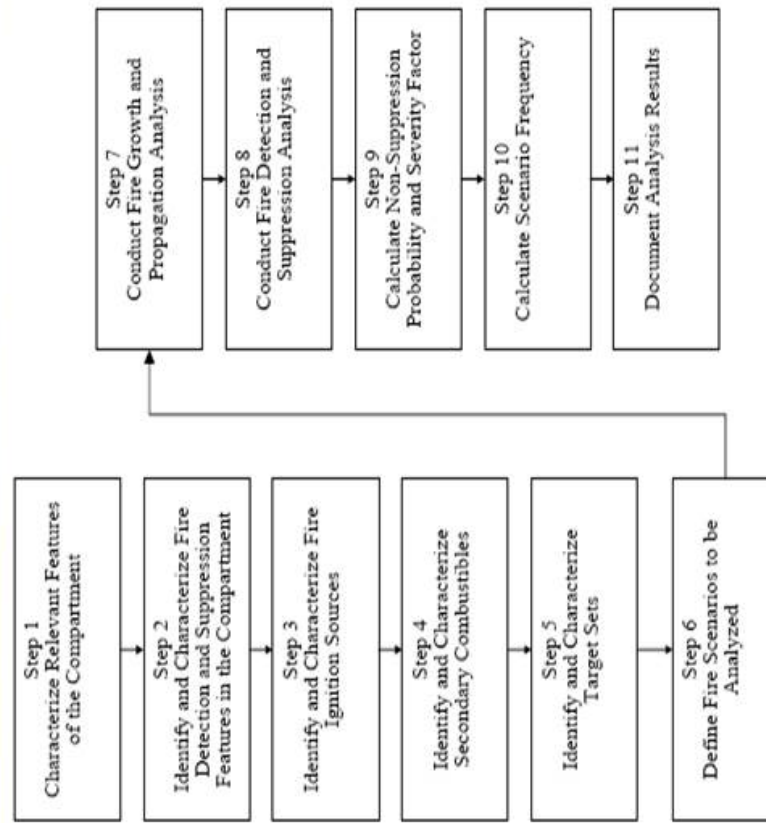 Step 1
Characterize Relevant Features
of the Compartment
Step 2
Identify and Characterize Fire
Detection and Suppression
Features in the Compartment
Step 3
Identify and Characterize Fire
Ignition Sources
Step 4
Identify and Characterize
Secondary Combustibles
Step 5
Identify and Characterize
Target Sets
Step 6
Define Fire Scenarios to be
Analyzed
Step 7
Conduct Fire Growth and
Propagation Analysis
Step 8
Conduct Fire Detection and
Suppression Analysis
Step 9
Calculate Non-Suppression
Probability and Severity Factor
Step 10
Calculate Scenario Frequency
Step 11
Document Analysis Results